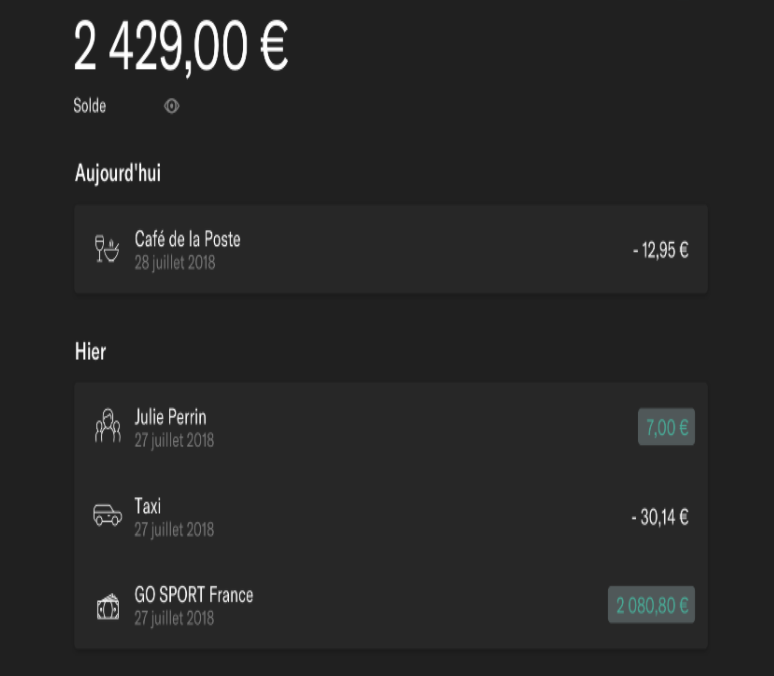 2 429,00 €
Solde
Aujourd'hui
Café de la Poste
28 juillet 2018
- 12,95 €
Hier
Julie Perrin
27 juillet 2018
7,00 €
Taxi
27 juillet 2018
- 30,14 €
GO SPORT France
27 juillet 2018
2 080,80 €